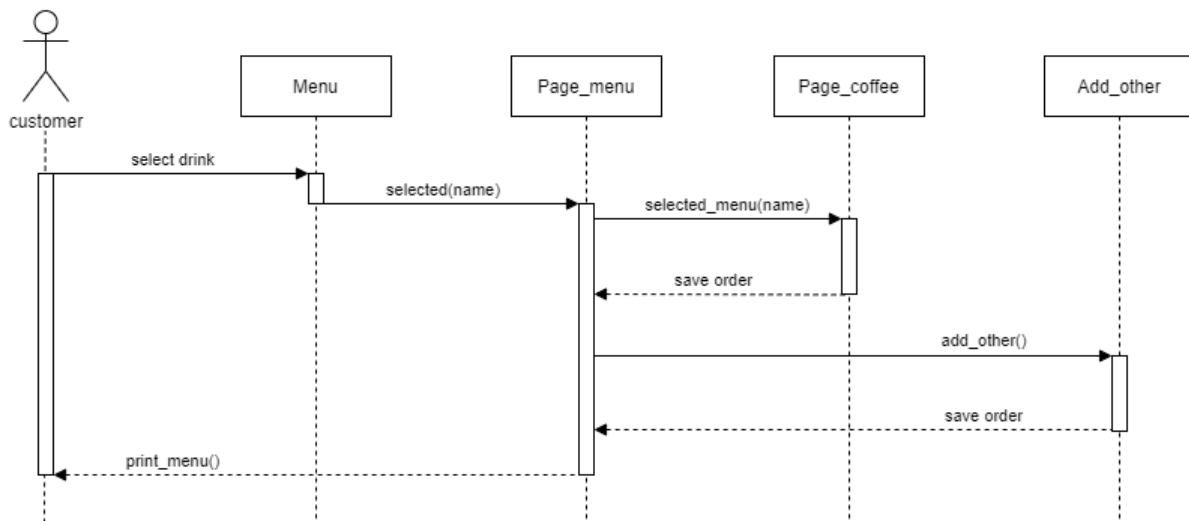 customer
Menu
Page_menu
Page_coffee
Add_other
select drink
selected(name)
selected_menu(name)
save order
add_other()
save order
print_menu()